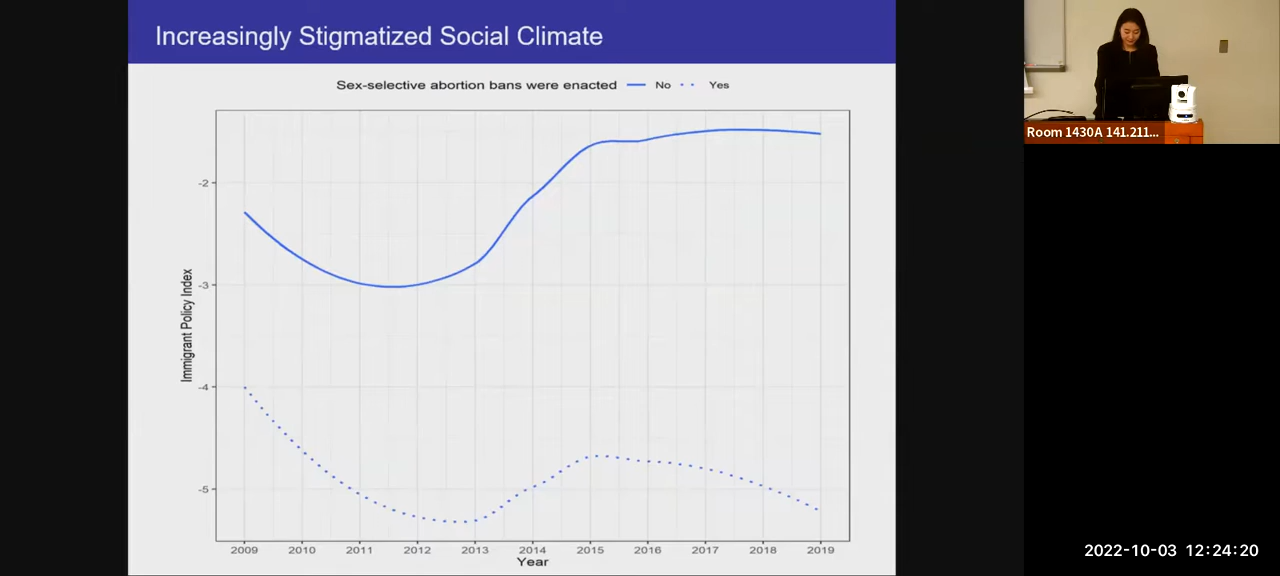 Increasingly Stigmatized Social Climate
Sex-selective abortion bans were enacted No Yes
Immigrant Policy Index
-2
-3
-4
-5
2009 2010 2011 2012 2013 2014 2015 2016 2017 2018 2019
Year
Room 1430A 141.211...
2022-10-03 12:24:20